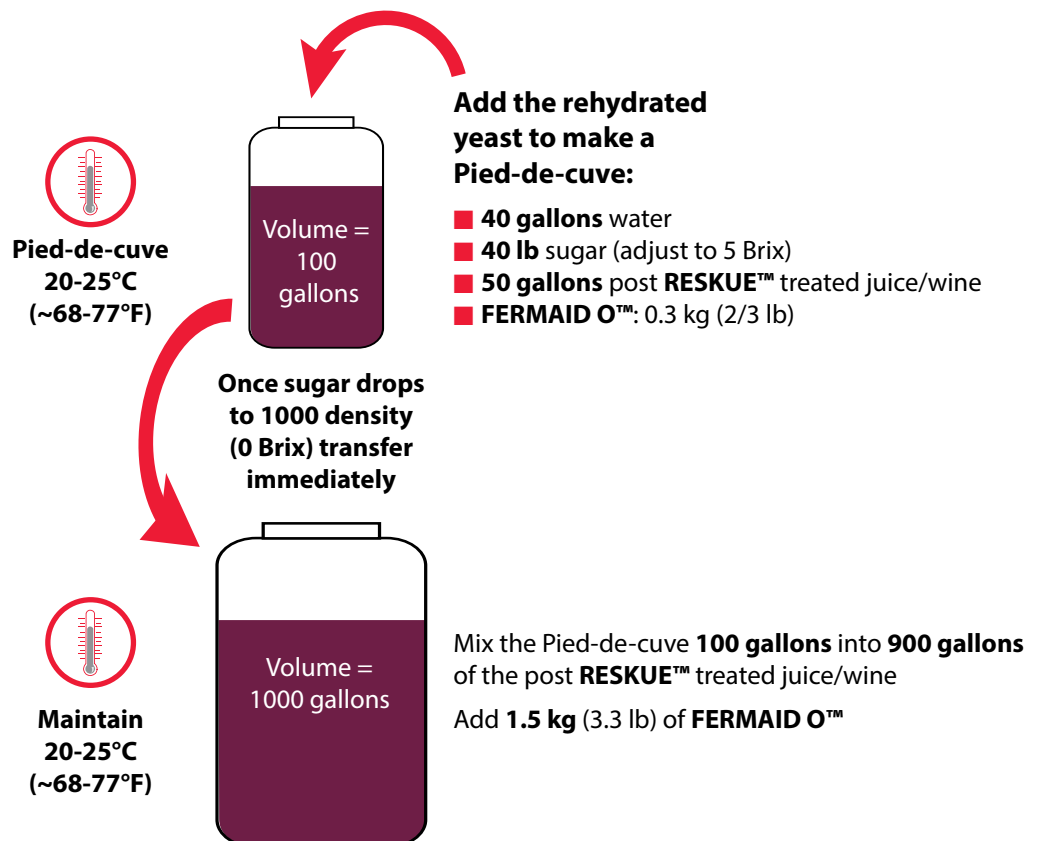 Add the rehydrated
yeast to make a
Pied-de-cuve:
■ 40 gallons water
■ 40 lb sugar (adjust to 5 Brix)
■ 50 gallons post RESKUE™ treated juice/wine
■ FERMAID O™: 0.3 kg (2/3 lb)
Volume =
100
gallons
Pied-de-cuve
20-25°C
(~68-77°F)
Once sugar drops
to 1000 density
(0 Brix) transfer
immediately
Volume =
1000 gallons
Maintain
20-25°C
(~68-77°F)
Mix the Pied-de-cuve 100 gallons into 900 gallons
of the post RESKUE™ treated juice/wine
Add 1.5 kg (3.3 lb) of FERMAID O™